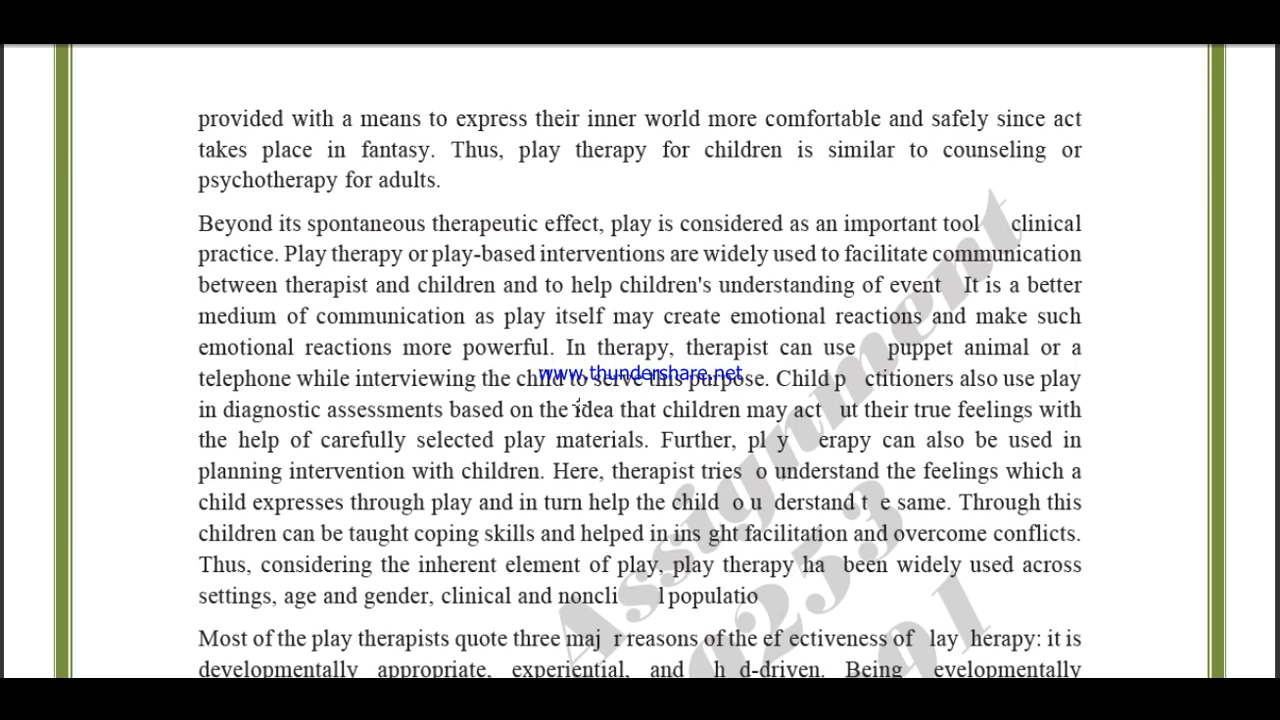 provided with a means to express their inner world more comfortable and safely since act
takes place in fantasy. Thus, play therapy for children is similar to counseling or
psychotherapy for adults.
Beyond its spontaneous therapeutic effect, play is considered as an important tool clinical
practice. Play therapy or play-based interventions are widely used to facilitate communication
between therapist and children and to help children's understanding of event It is a better
medium of communication as play itself may create emotional reactions and make such
emotional reactions more powerful. In therapy, therapist can use puppet animal or a
telephone while interviewing the child to serve this purpose. Child p ctitioners also use play
www.thundershare.net
in diagnostic assessments based on the idea that children may act ut their true feelings with
the help of carefully selected play materials. Further, pl y erapy can also be used in
planning intervention with children. Here, therapist tries o understand the feelings which a
child expresses through play and in turn help the child o u derstand t e same. Through this
children can be taught coping skills and helped in ins ght facilitation and overcome conflicts.
Thus, considering the inherent element of play, play therapy ha been widely used across
settings, age and gender, clinical and noncli l populatio
Most of the play therapists quote three maj r reasons of the ef ectiveness of lay herapy: it is
developmentally appropriate, experiential, and h d-driven. Being evelopmentally
Assignment